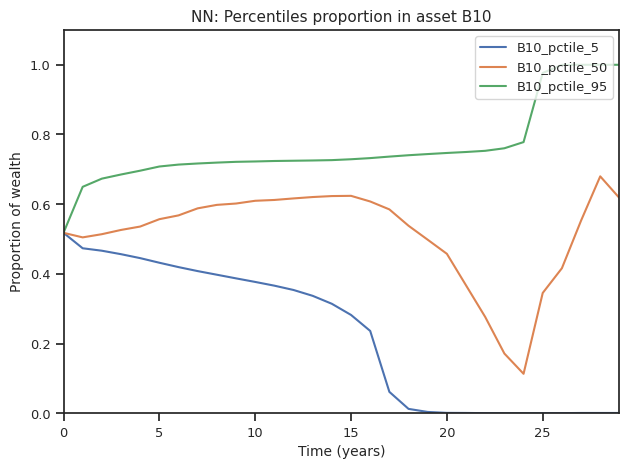 NN: Percentiles proportion in asset B10
B10_pctile_5
B10_pctile_50
B10_pctile_95
Proportion of wealth
1.0
0.8
0.6
0.4
0.2
0.0
0 5 10 15 20 25
Time (years)